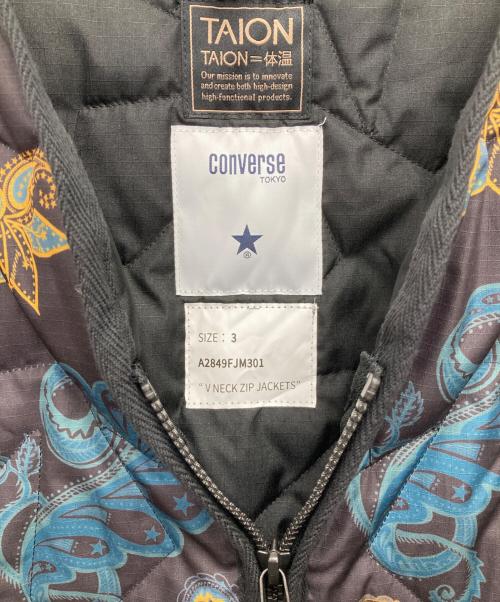 TAION
TAION=体温
Our mission is to innovate
and create both high-design
high-functional products.
converse
TOKYO
®
SIZE: 3
A2849FJM301
"V NECK ZIP JACKETS"